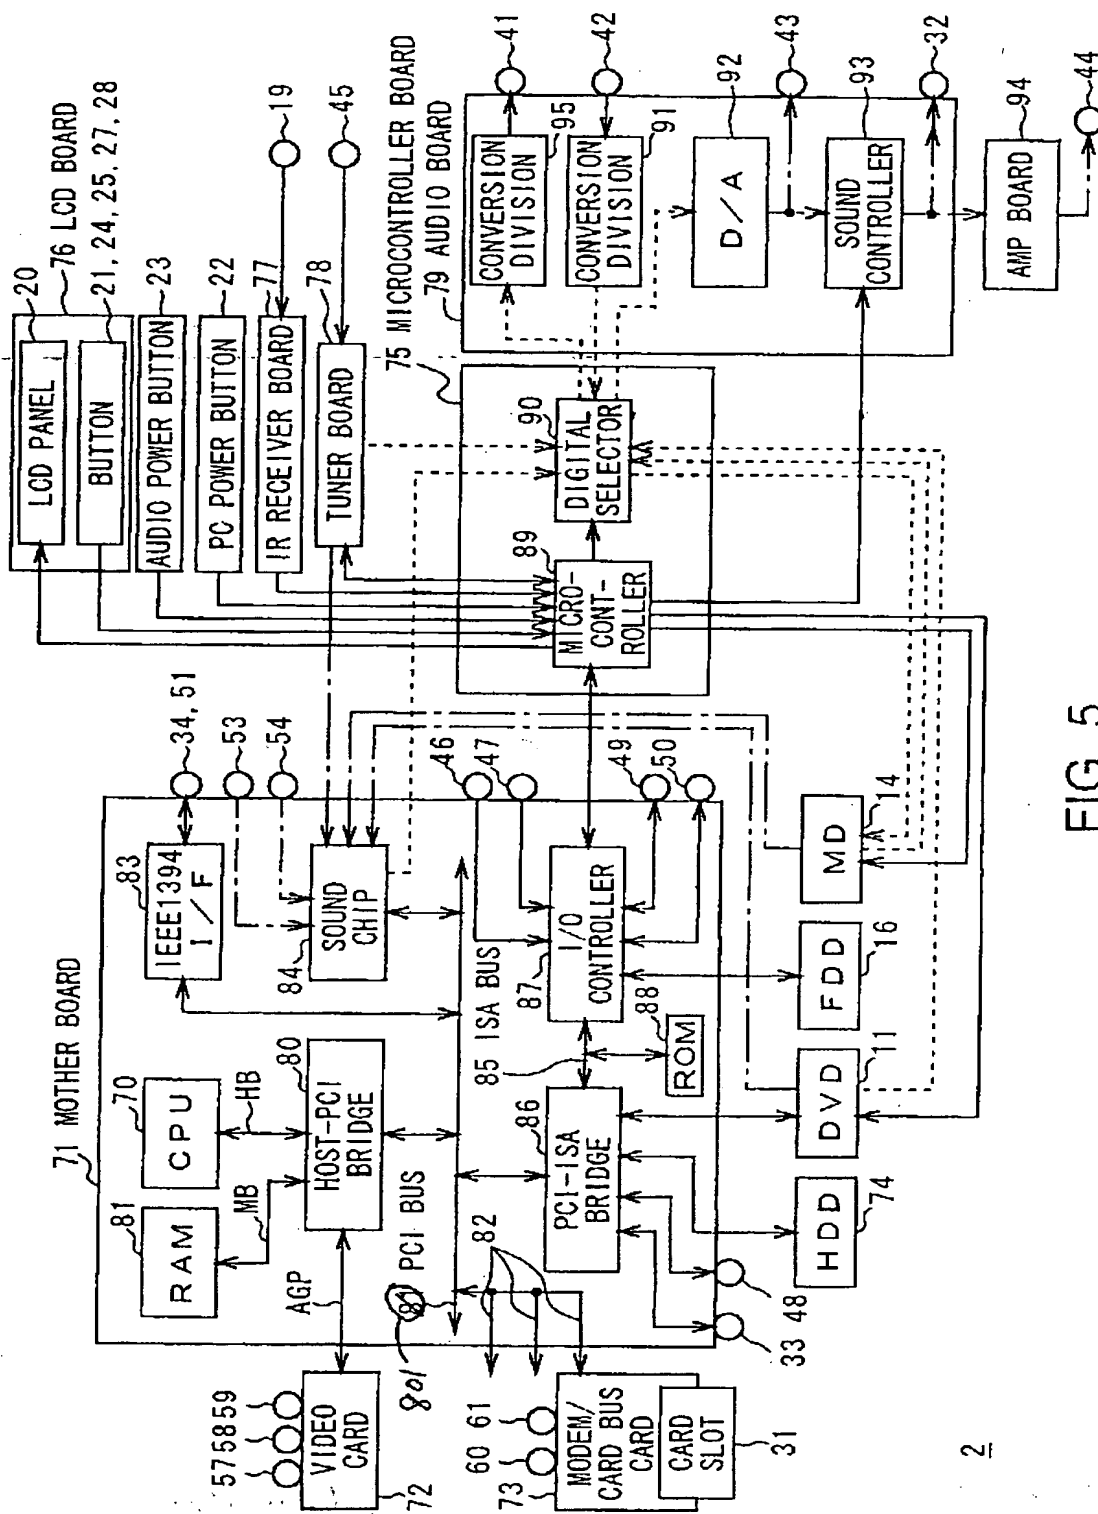 71 MOTHER BOARD
81
RAM
70
CPU
MB
HB
AGP
80
HOST-PCI
BRIDGE
83
IEEE1394
I/F
34, 51
53
54
84
SOUND
CHIP
57 58 59
VIDEO
CARD
72
801
PCI BUS
82
85 ISA BUS
46
47
49
50
60 61
73
MODEM/
CARD BUS
CARD
CARD
SLOT
31
86
PCI-ISA
BRIDGE
87
I/O
CONTROLLER
88
ROM
33
48
HDD
74
DVD
11
FDD
16
MD
14
20
76 LCD BOARD
LCD PANEL
21, 24, 25, 27, 28
BUTTON
23
AUDIO POWER BUTTON
22
PC POWER BUTTON
77
IR RECEIVER BOARD
19
78
TUNER BOARD
45
75 MICROCONTROLLER BOARD
89
MICRO-
CONT-
ROLLER
90
DIGITAL
SELECTOR
79 AUDIO BOARD
CONVERSION
DIVISION
95
41
CONVERSION
DIVISION
91
42
D/A
92
43
SOUND
CONTROLLER
93
32
AMP BOARD
94
44
2
FIG. 5